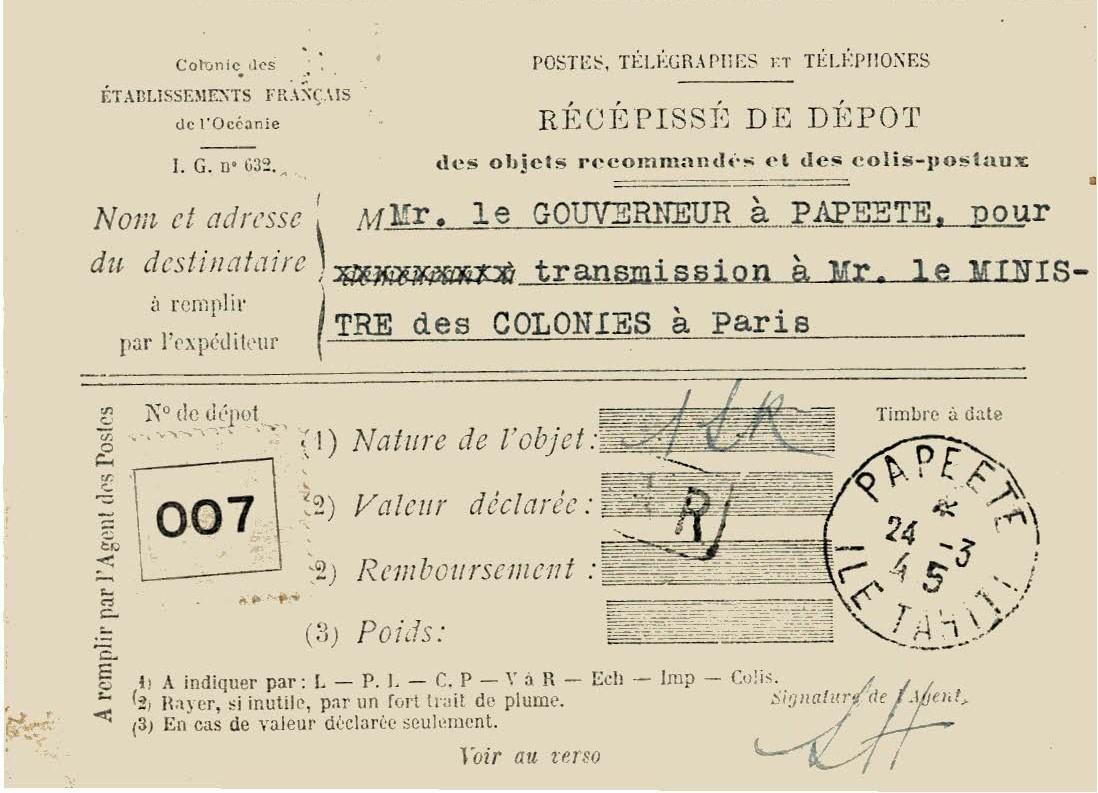 Colonie des
ÉTABLISSEMENTS FRANÇAIS
de l'Océanie
I. G. n° 632.
POSTES, TÉLÉGRAPHES ET TÉLÉPHONES
RÉCÉPISSÉ DE DÉPOT
des objets recommandés et des colis-postaux
Nom et adresse
du destinataire
à remplir
par l'expéditeur
M Mr. le GOUVERNEUR à PAPEETE, pour
transmission à Mr. le MINIS-
TRE des COLONIES à Paris
A remplir par l'Agent des Postes
N° de dépot
007
(1) Nature de l'objet:
(2) Valeur déclarée:
R
(2) Remboursement:
(3) Poids:
Timbre à date
PAPEETE
24 -3
4 5
ILE TAHITI
1) A indiquer par: L — P. L — C. P — V à R — Ech — Imp — Colis.
(2) Rayer, si inutile, par un fort trait de plume.
(3) En cas de valeur déclarée seulement.
Signature de l'Agent,
Voir au verso